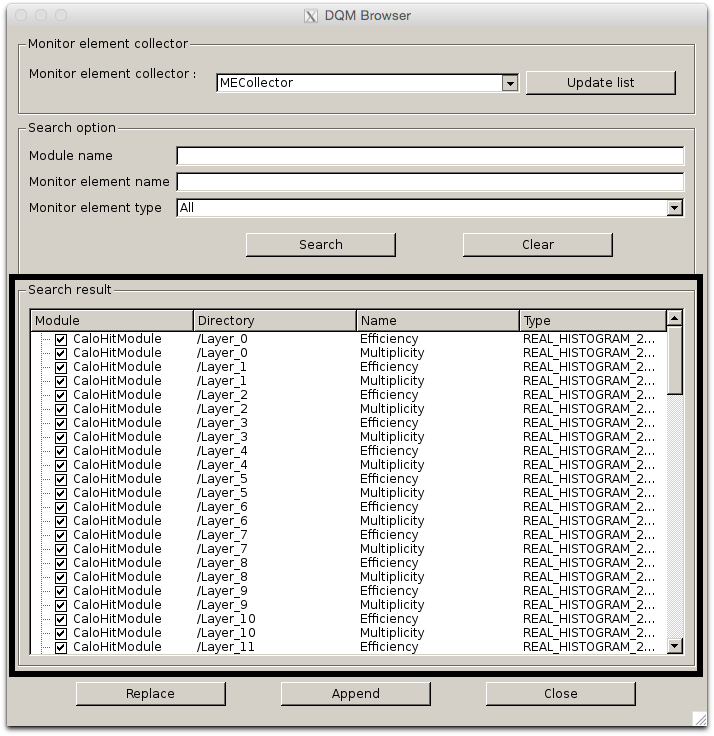 DQM Browser
Monitor element collector
Monitor element collector : MECollector Update list
Search option
Module name
Monitor element name
Monitor element type All
Search Clear
Search result
Module Directory Name Type
CaloHitModule /Layer_0 Efficiency REAL_HISTOGRAM_2...
CaloHitModule /Layer_0 Multiplicity REAL_HISTOGRAM_2...
CaloHitModule /Layer_1 Efficiency REAL_HISTOGRAM_2...
CaloHitModule /Layer_1 Multiplicity REAL_HISTOGRAM_2...
CaloHitModule /Layer_2 Efficiency REAL_HISTOGRAM_2...
CaloHitModule /Layer_2 Multiplicity REAL_HISTOGRAM_2...
CaloHitModule /Layer_3 Efficiency REAL_HISTOGRAM_2...
CaloHitModule /Layer_3 Multiplicity REAL_HISTOGRAM_2...
CaloHitModule /Layer_4 Efficiency REAL_HISTOGRAM_2...
CaloHitModule /Layer_4 Multiplicity REAL_HISTOGRAM_2...
CaloHitModule /Layer_5 Efficiency REAL_HISTOGRAM_2...
CaloHitModule /Layer_5 Multiplicity REAL_HISTOGRAM_2...
CaloHitModule /Layer_6 Efficiency REAL_HISTOGRAM_2...
CaloHitModule /Layer_6 Multiplicity REAL_HISTOGRAM_2...
CaloHitModule /Layer_7 Efficiency REAL_HISTOGRAM_2...
CaloHitModule /Layer_7 Multiplicity REAL_HISTOGRAM_2...
CaloHitModule /Layer_8 Efficiency REAL_HISTOGRAM_2...
CaloHitModule /Layer_8 Multiplicity REAL_HISTOGRAM_2...
CaloHitModule /Layer_9 Efficiency REAL_HISTOGRAM_2...
CaloHitModule /Layer_9 Multiplicity REAL_HISTOGRAM_2...
CaloHitModule /Layer_10 Efficiency REAL_HISTOGRAM_2...
CaloHitModule /Layer_10 Multiplicity REAL_HISTOGRAM_2...
CaloHitModule /Layer_11 Efficiency REAL_HISTOGRAM_2...
Replace Append Close